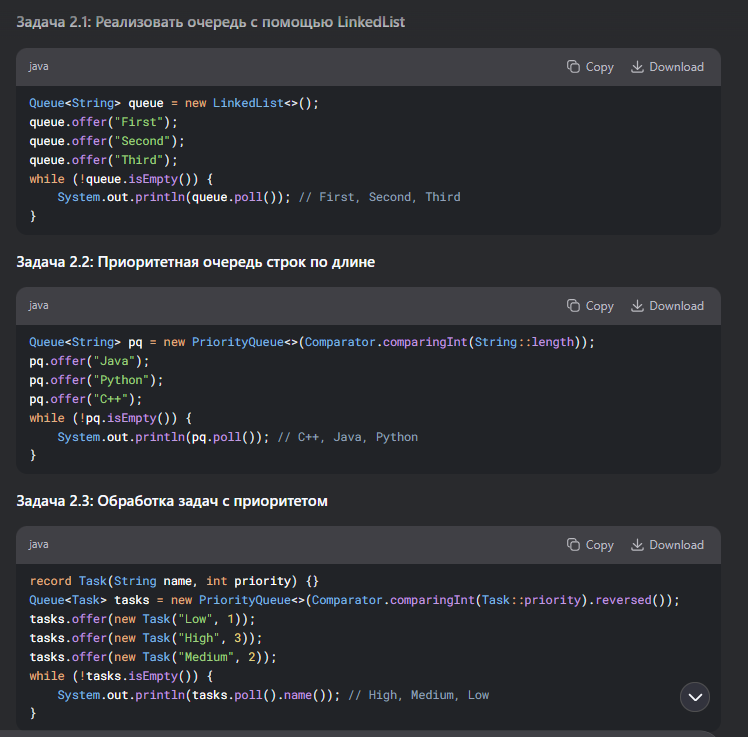 Задача 2.1: Реализовать очередь с помощью LinkedList
java
Copy
Download
Queue<String> queue = new LinkedList<>();
queue.offer("First");
queue.offer("Second");
queue.offer("Third");
while (!queue.isEmpty()) {
    System.out.println(queue.poll()); // First, Second, Third
}
Задача 2.2: Приоритетная очередь строк по длине
java
Copy
Download
Queue<String> pq = new PriorityQueue<>(Comparator.comparingInt(String::length));
pq.offer("Java");
pq.offer("Python");
pq.offer("C++");
while (!pq.isEmpty()) {
    System.out.println(pq.poll()); // C++, Java, Python
}
Задача 2.3: Обработка задач с приоритетом
java
Copy
Download
record Task(String name, int priority) {}
Queue<Task> tasks = new PriorityQueue<>(Comparator.comparingInt(Task::priority).reversed());
tasks.offer(new Task("Low", 1));
tasks.offer(new Task("High", 3));
tasks.offer(new Task("Medium", 2));
while (!tasks.isEmpty()) {
    System.out.println(tasks.poll().name()); // High, Medium, Low
}